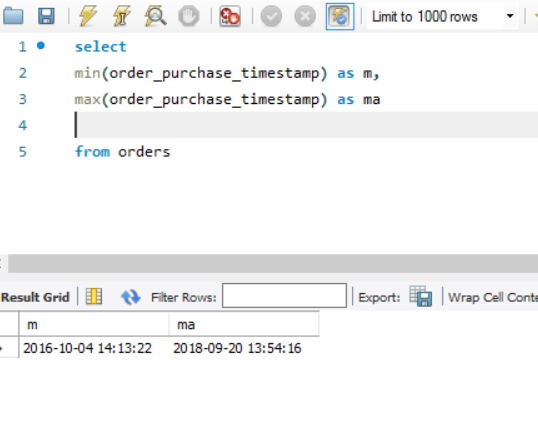 Limit to 1000 rows
1 select
2 min(order_purchase_timestamp) as m,
3 max(order_purchase_timestamp) as ma
4
5 from orders
Result Grid Filter Rows: Export: Wrap Cell Conte
m ma
2016-10-04 14:13:22 2018-09-20 13:54:16